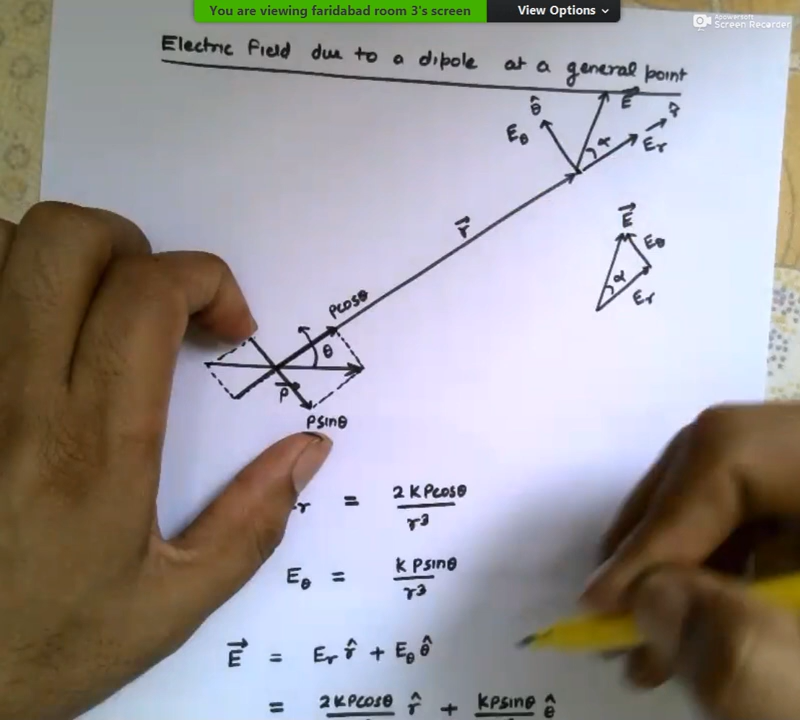 You are viewing faridabad room 3's screen
View Options
Apowersoft
Screen Recorder
Electric Field due to a dipole at a general point
θ̂
E⃗
r̂
Eθ
α
Er
r⃗
E⃗
Eθ
α
Er
Pcosθ
θ
P⃗
Psinθ
r = 2KPcosθ / r³
Eθ = KPsinθ / r³
E⃗ = Er r̂ + Eθ θ̂
= 2KPcosθ r̂ + KPsinθ θ̂